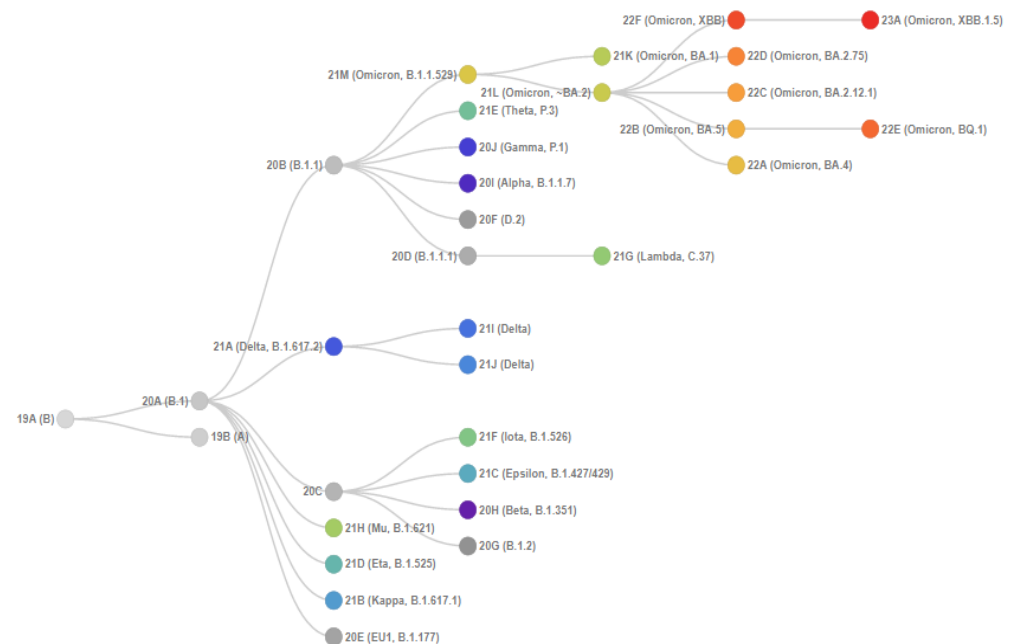 22F (Omicron, XBB)
23A (Omicron, XBB.1.5)
21K (Omicron, BA.1)
22D (Omicron, BA.2.75)
21M (Omicron, B.1.1.529)
21L (Omicron, ~BA.2)
22C (Omicron, BA.2.12.1)
21E (Theta, P.3)
22B (Omicron, BA.5)
22E (Omicron, BQ.1)
20J (Gamma, P.1)
20B (B.1.1)
22A (Omicron, BA.4)
20I (Alpha, B.1.1.7)
20F (D.2)
20D (B.1.1.1)
21G (Lambda, C.37)
21I (Delta)
21A (Delta, B.1.617.2)
21J (Delta)
20A (B.1)
19A (B)
19B (A)
21F (Iota, B.1.526)
21C (Epsilon, B.1.427/429)
20C
20H (Beta, B.1.351)
21H (Mu, B.1.621)
20G (B.1.2)
21D (Eta, B.1.525)
21B (Kappa, B.1.617.1)
20E (EU1, B.1.177)